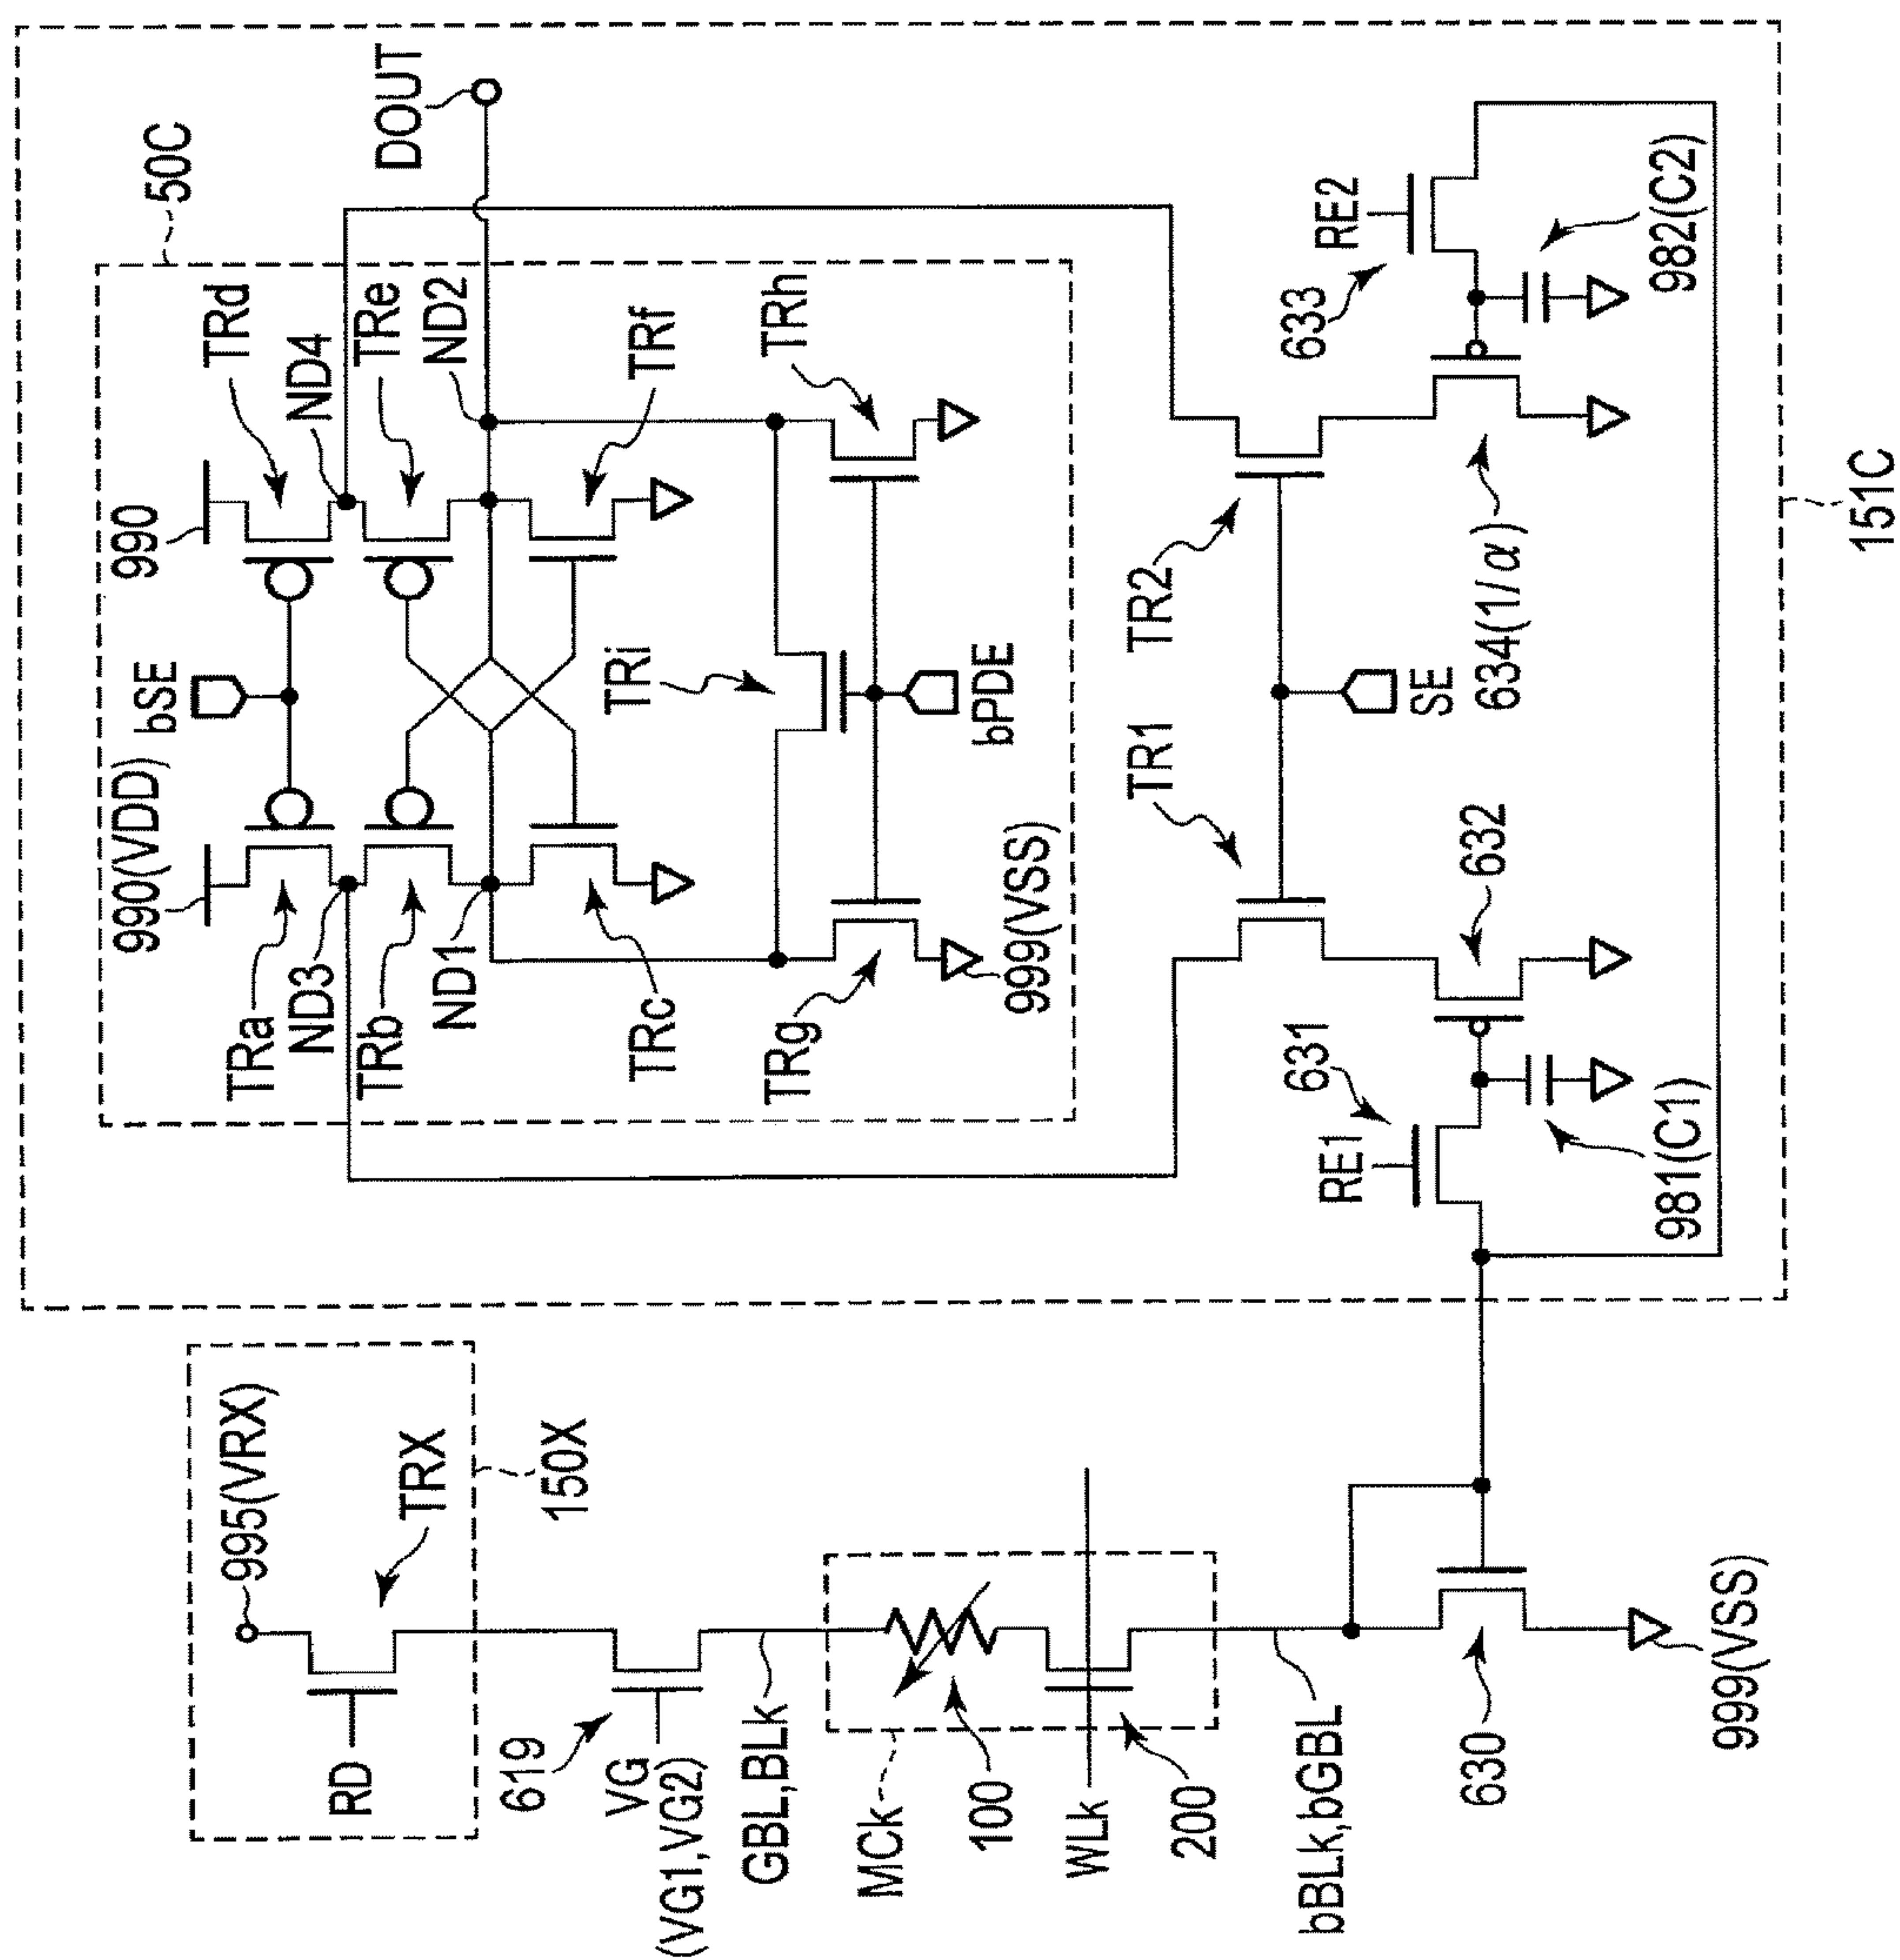 995(VRX)
TRX
RD
150X
619
VG
(VG1,VG2)
GBL,BLk
MCk
100
WLk
200
bBLk,bGBL
630
999(VSS)
50C
990(VDD)
bSE
990
TRa
TRd
ND3
ND4
TRb
TRe
ND1
ND2
DOUT
TRc
TRf
TRi
TRg
TRh
999(VSS)
bPDE
TR1
TR2
SE
RE1
631
632
981(C1)
634(1/α)
633
RE2
982(C2)
151C